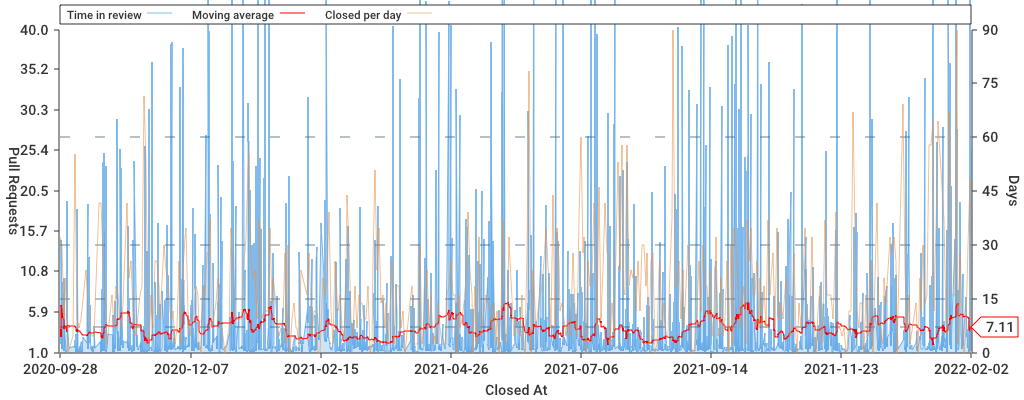 Time in review Moving average Closed per day
40.0 90
35.2 75
30.3
60
25.4
20.5 45
15.7 30
10.8
15
5.9
7.11
1.0 0
Pull Requests
Days
2020-09-28 2020-12-07 2021-02-15 2021-04-26 2021-07-06 2021-09-14 2021-11-23 2022-02-02
Closed At